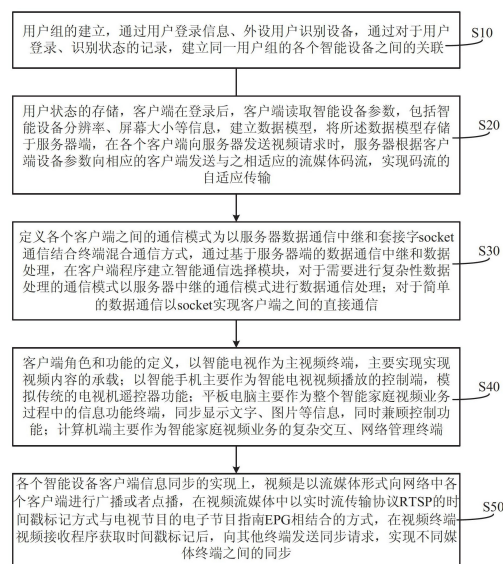 用户组的建立，通过用户登录信息、外设用户识别设备，通过对于用户
登录、识别状态的记录，建立同一用户组的各个智能设备之间的关联
S10
用户状态的存储，客户端在登录后，客户端读取智能设备参数，包括智
能设备分辨率、屏幕大小等信息，建立数据模型，将所述数据模型存储
于服务器端，在各个客户端向服务器发送视频请求时，服务器根据客户
端设备参数向相应的客户端发送与之相适应的流媒体码流，实现码流的
自适应传输
S20
定义各个客户端之间的通信模式为以服务器数据通信中继和套接字socket
通信结合终端混合通信方式，通过基于服务器端的数据通信中继和数据
处理，在客户端程序建立智能通信选择模块，对于需要进行复杂性数据
处理的通信模式以服务器中继的通信模式进行数据通信处理；对于简单
的数据通信以socket实现客户端之间的直接通信
S30
客户端角色和功能的定义，以智能电视作为主视频终端，主要实现实现
视频内容的承载；以智能手机主要作为智能电视视频播放的控制端，模
拟传统的电视机遥控器功能；平板电脑主要作为整个智能家庭视频业务
过程中的信息功能终端，同步显示文字、图片等信息，同时兼顾控制功
能；计算机端主要作为智能家庭视频业务的复杂交互、网络管理终端
S40
各个智能设备客户端信息同步的实现上，视频是以流媒体形式向网络中各
个客户端进行广播或者点播，在视频流媒体中以实时流传输协议RTSP的时
间戳标记方式与电视节目的电子节目指南EPG相结合的方式，在视频终端
视频接收程序获取时间戳标记后，向其他终端发送同步请求，实现不同媒
体终端之间的同步
S50